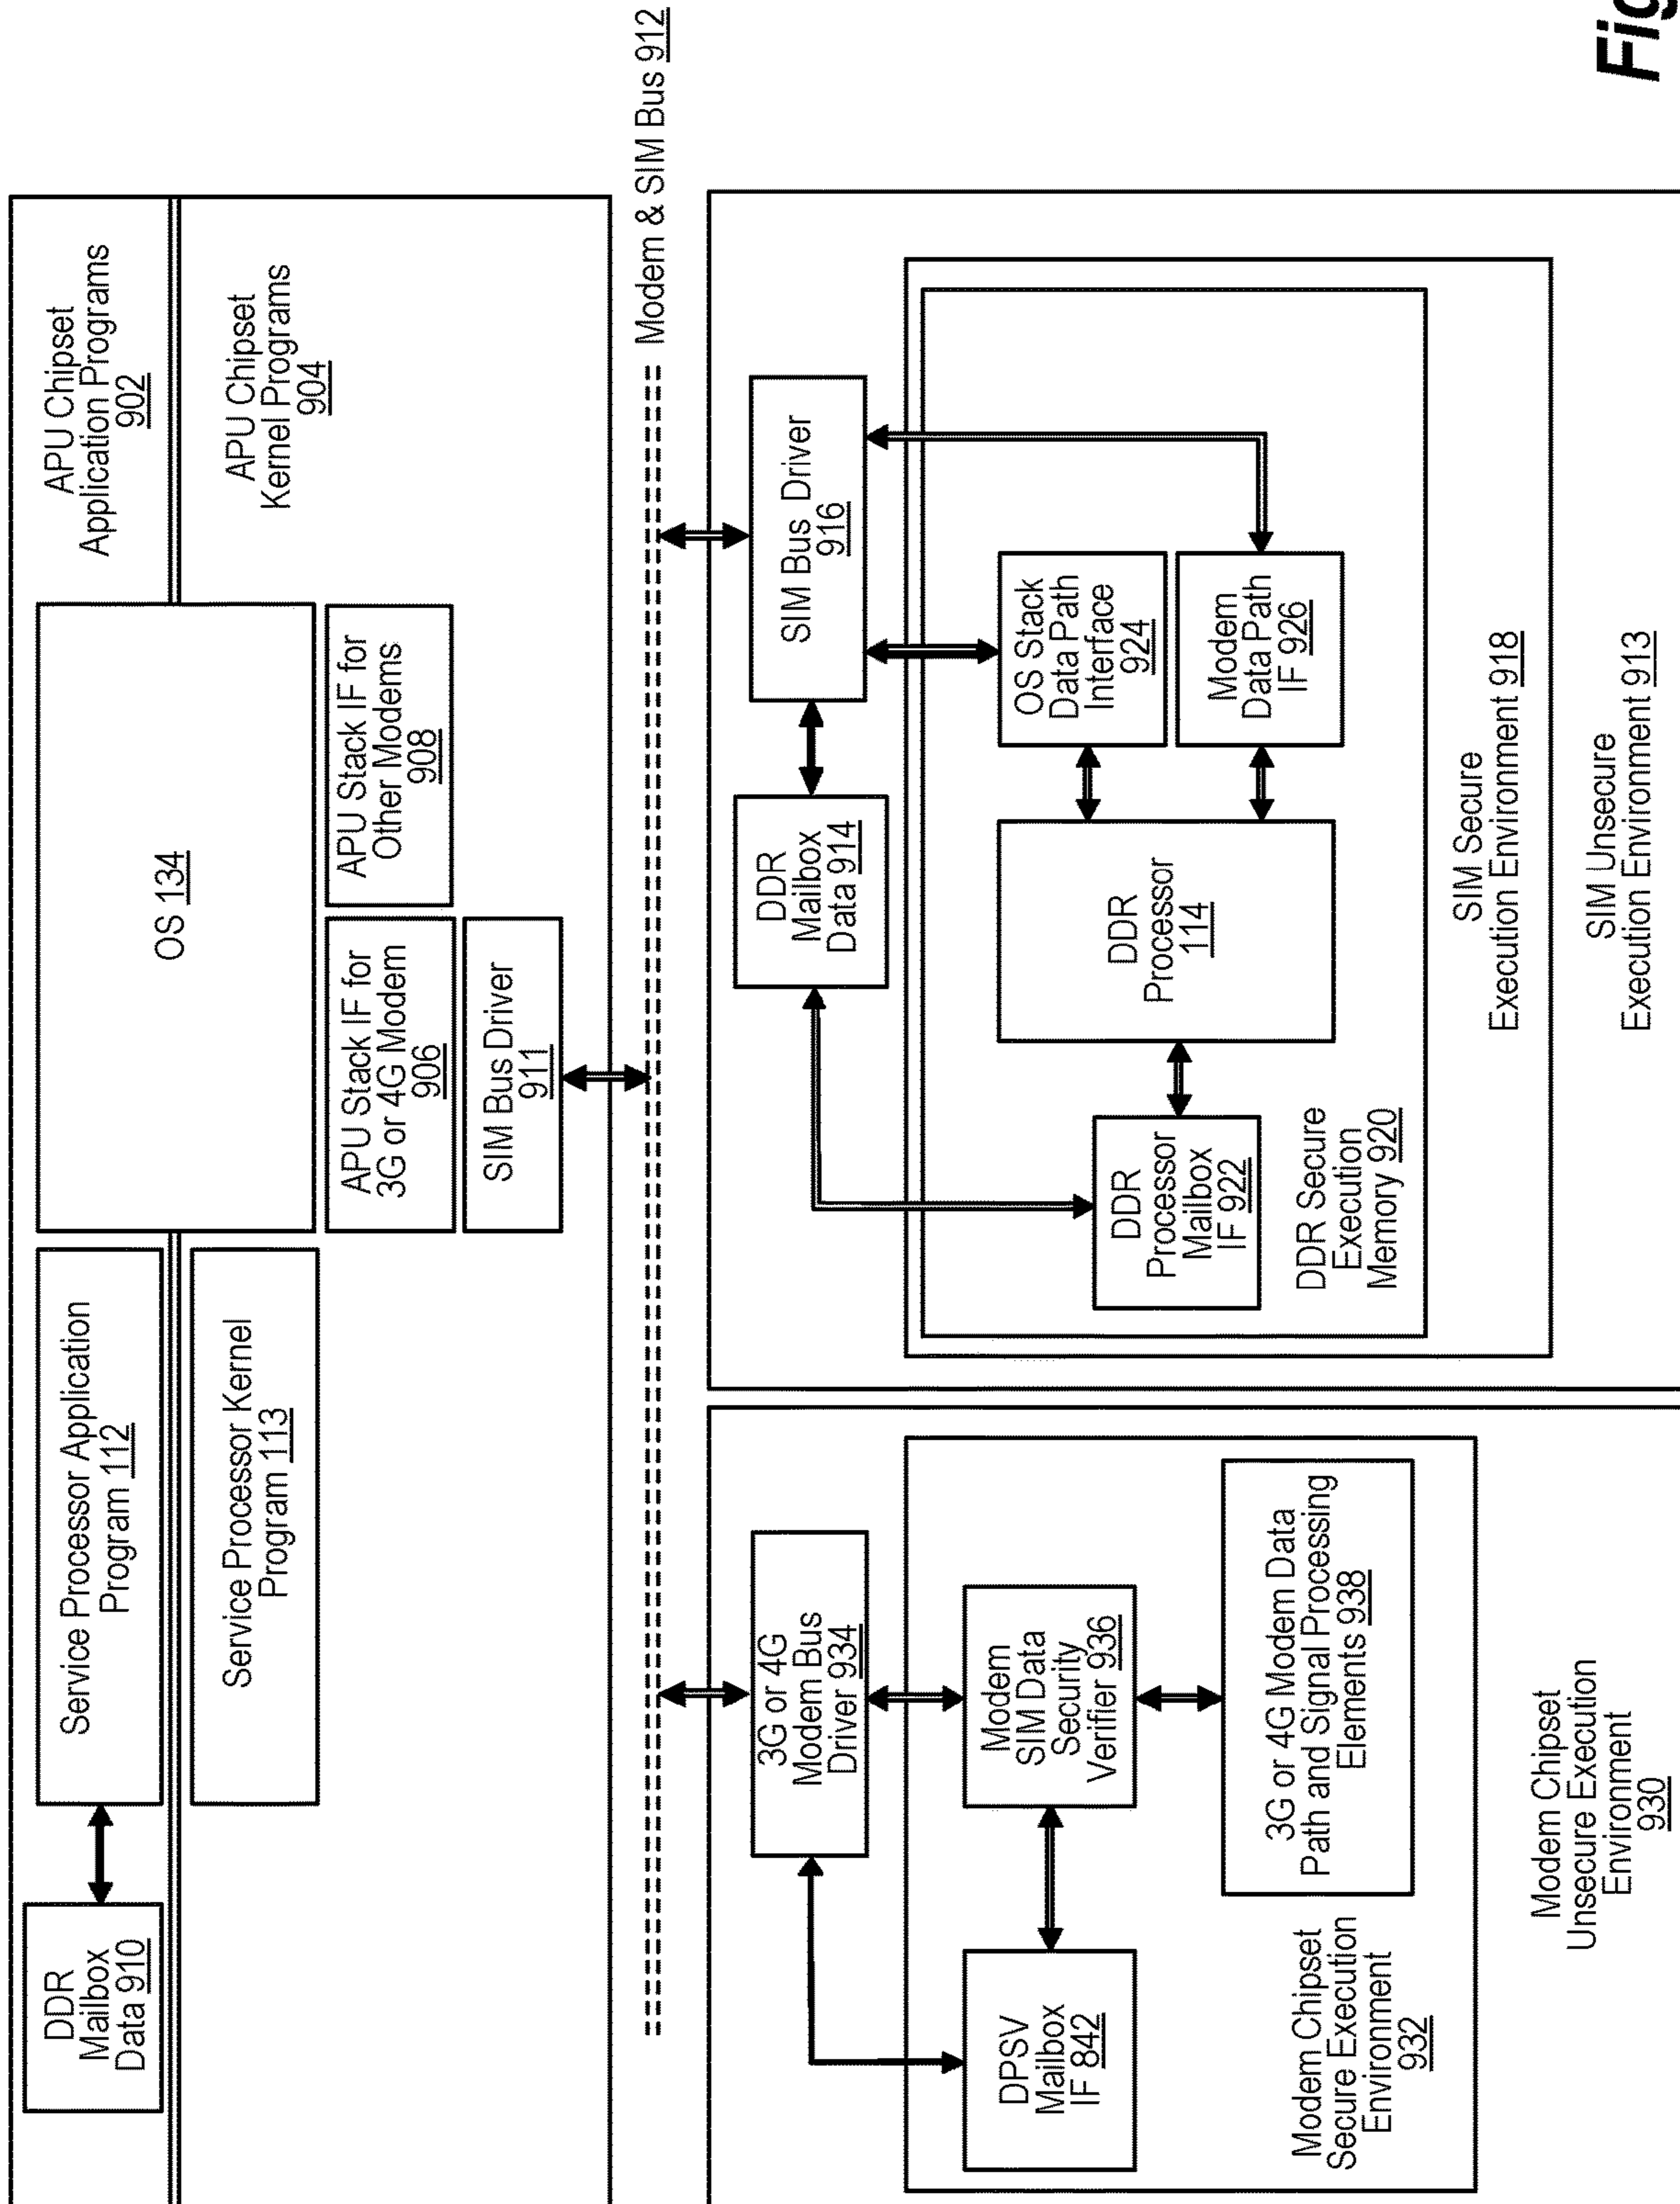 APU Chipset
Application Programs
902
APU Chipset
Kernel Programs
904
OS 134
APU Stack IF for
Other Modems
908
APU Stack IF for
3G or 4G Modem
906
SIM Bus Driver
911
Service Processor Application
Program 112
Service Processor Kernel
Program 113
DDR
Mailbox
Data 910
Modem & SIM Bus 912
SIM Bus Driver
916
DDR
Mailbox
Data 914
OS Stack
Data Path
Interface
924
Modem
Data Path
IF 926
DDR
Processor
114
DDR
Processor
Mailbox
IF 922
DDR Secure
Execution
Memory 920
SIM Secure
Execution Environment 918
SIM Unsecure
Execution Environment 913
3G or 4G
Modem Bus
Driver 934
Modem
SIM Data
Security
Verifier 936
3G or 4G Modem Data
Path and Signal Processing
Elements 938
DPSV
Mailbox
IF 842
Modem Chipset
Secure Execution
Environment
932
Modem Chipset
Unsecure Execution
Environment
930